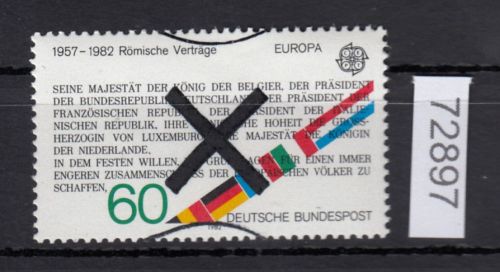 1957-1982 Römische Verträge EUROPA
CEPT
SEINE MAJESTÄT DER KÖNIG DER BELGIER, DER PRÄSIDENT
DER BUNDESREPUBLIK DEUTSCHLAND, DER PRÄSIDENT DER
FRANZÖSISCHEN REPUBLIK, DER PRÄSIDENT DER ITALIE-
NISCHEN REPUBLIK, IHRE KÖNIGLICHE HOHEIT DIE GROSS-
HERZOGIN VON LUXEMBURG, IHRE MAJESTÄT DIE KÖNIGIN
DER NIEDERLANDE,
IN DEM FESTEN WILLEN, GRUNDLAGEN FÜR EINEN IMMER
ENGEREN ZUSAMMENSCHLUSS DER EUROPÄISCHEN VÖLKER ZU
SCHAFFEN,
60 DEUTSCHE BUNDESPOST
1982
72897